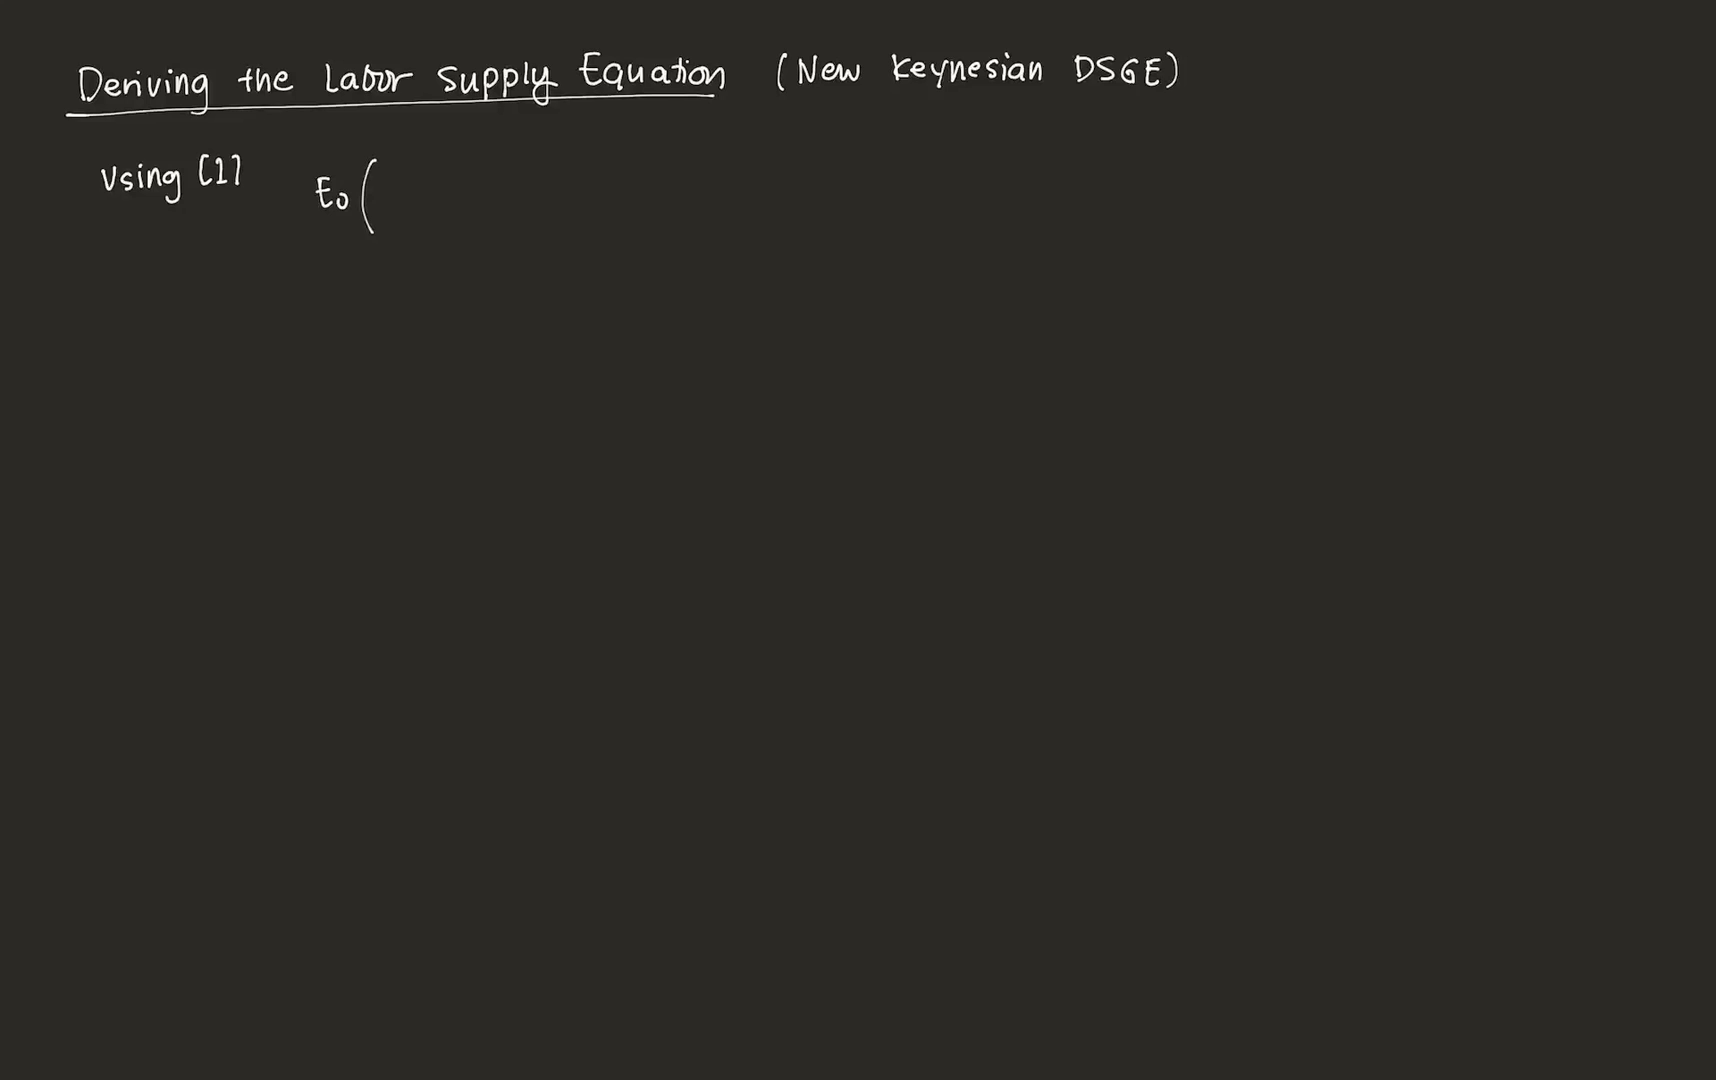 Deriving the Labor Supply Equation (New Keynesian DSGE)
Using [1] E₀ (